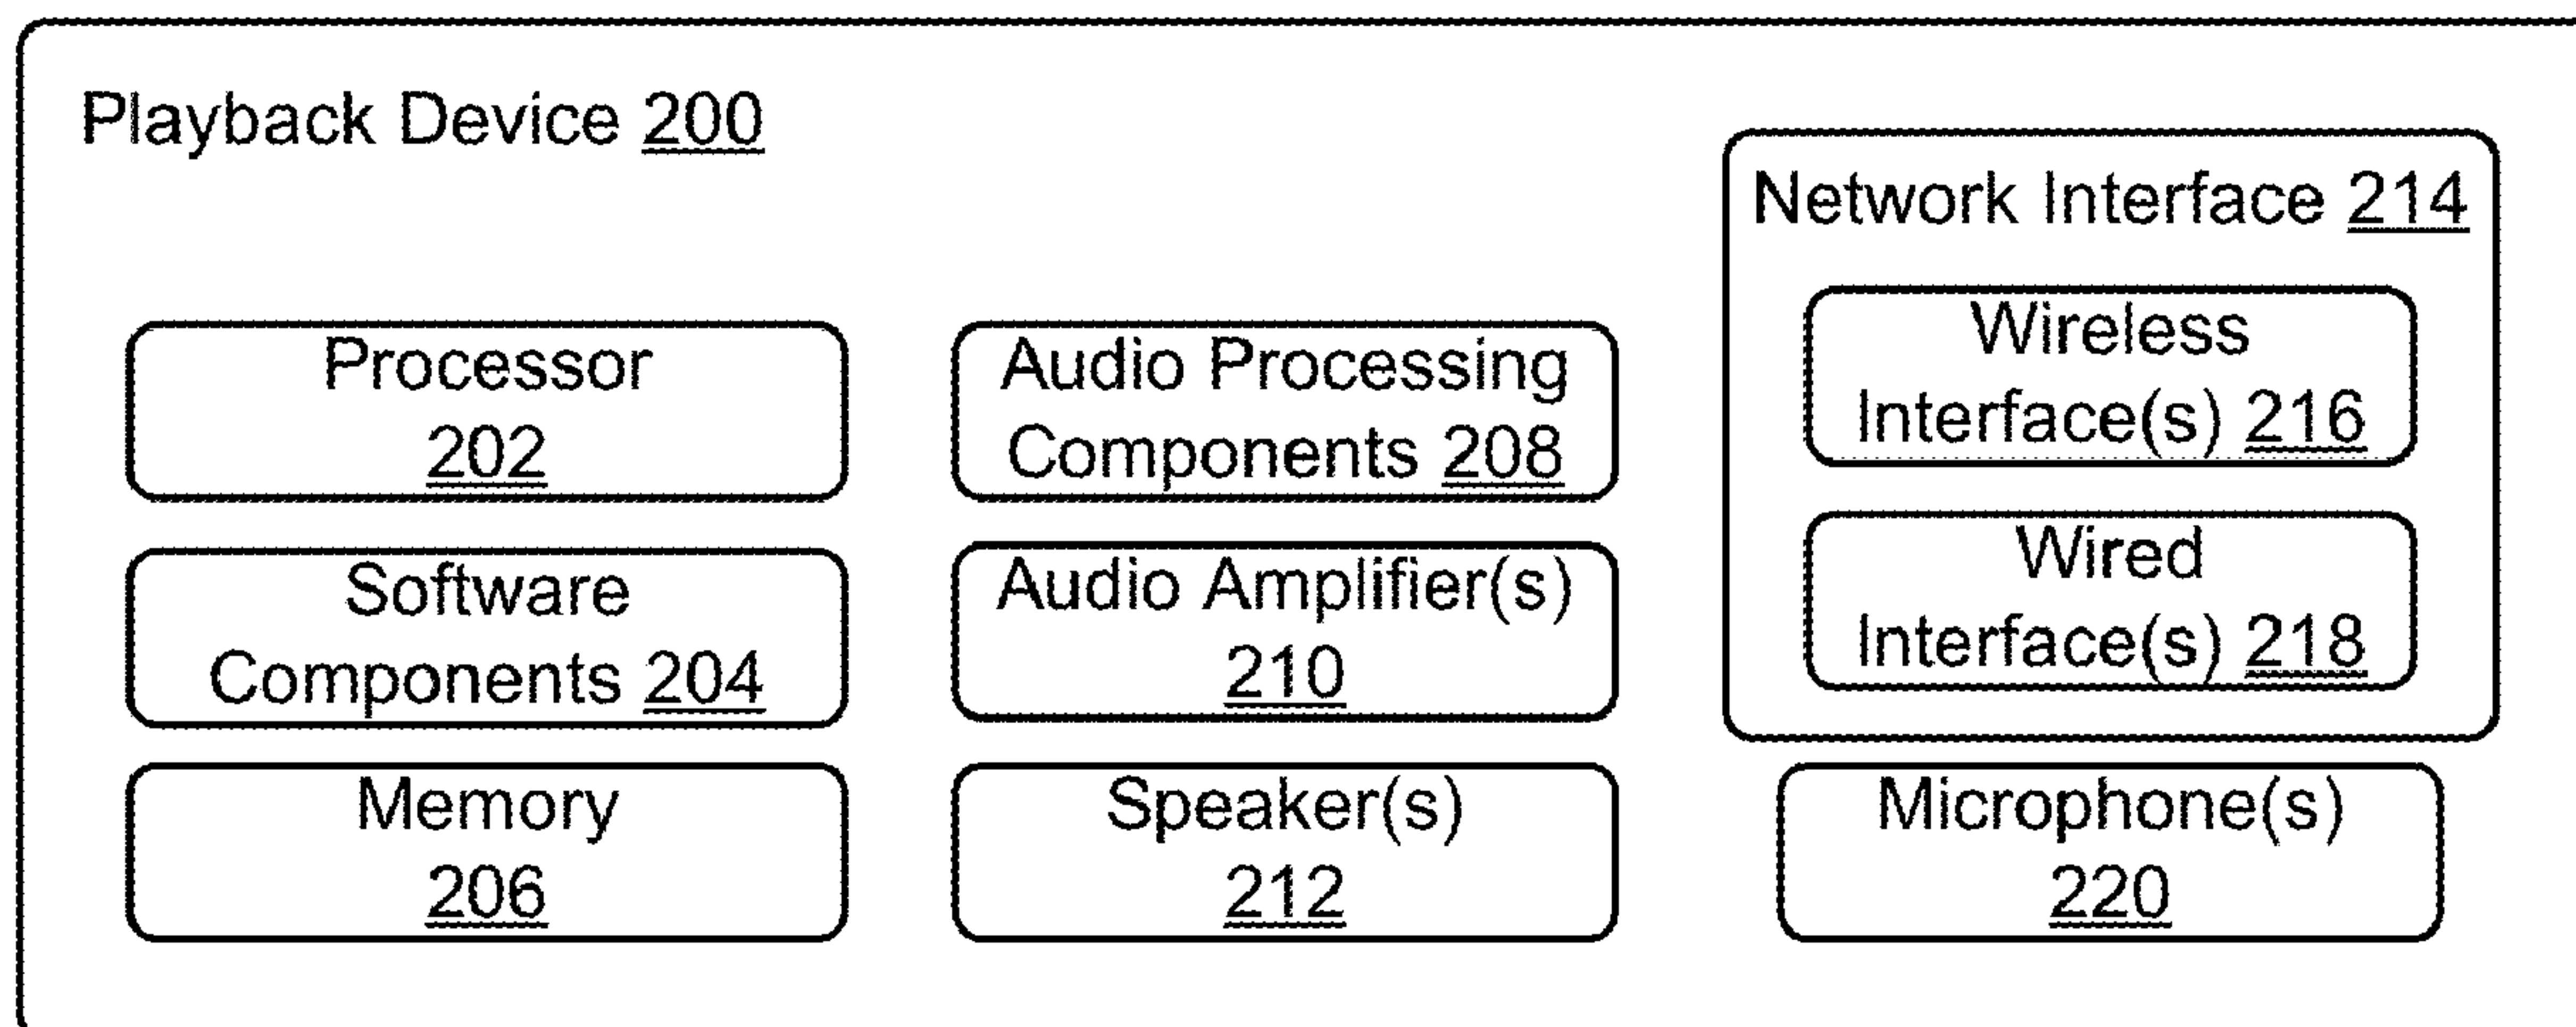 Playback Device 200
Network Interface 214
Wireless
Interface(s) 216
Wired
Interface(s) 218
Processor
202
Audio Processing
Components 208
Software
Components 204
Audio Amplifier(s)
210
Memory
206
Speaker(s)
212
Microphone(s)
220